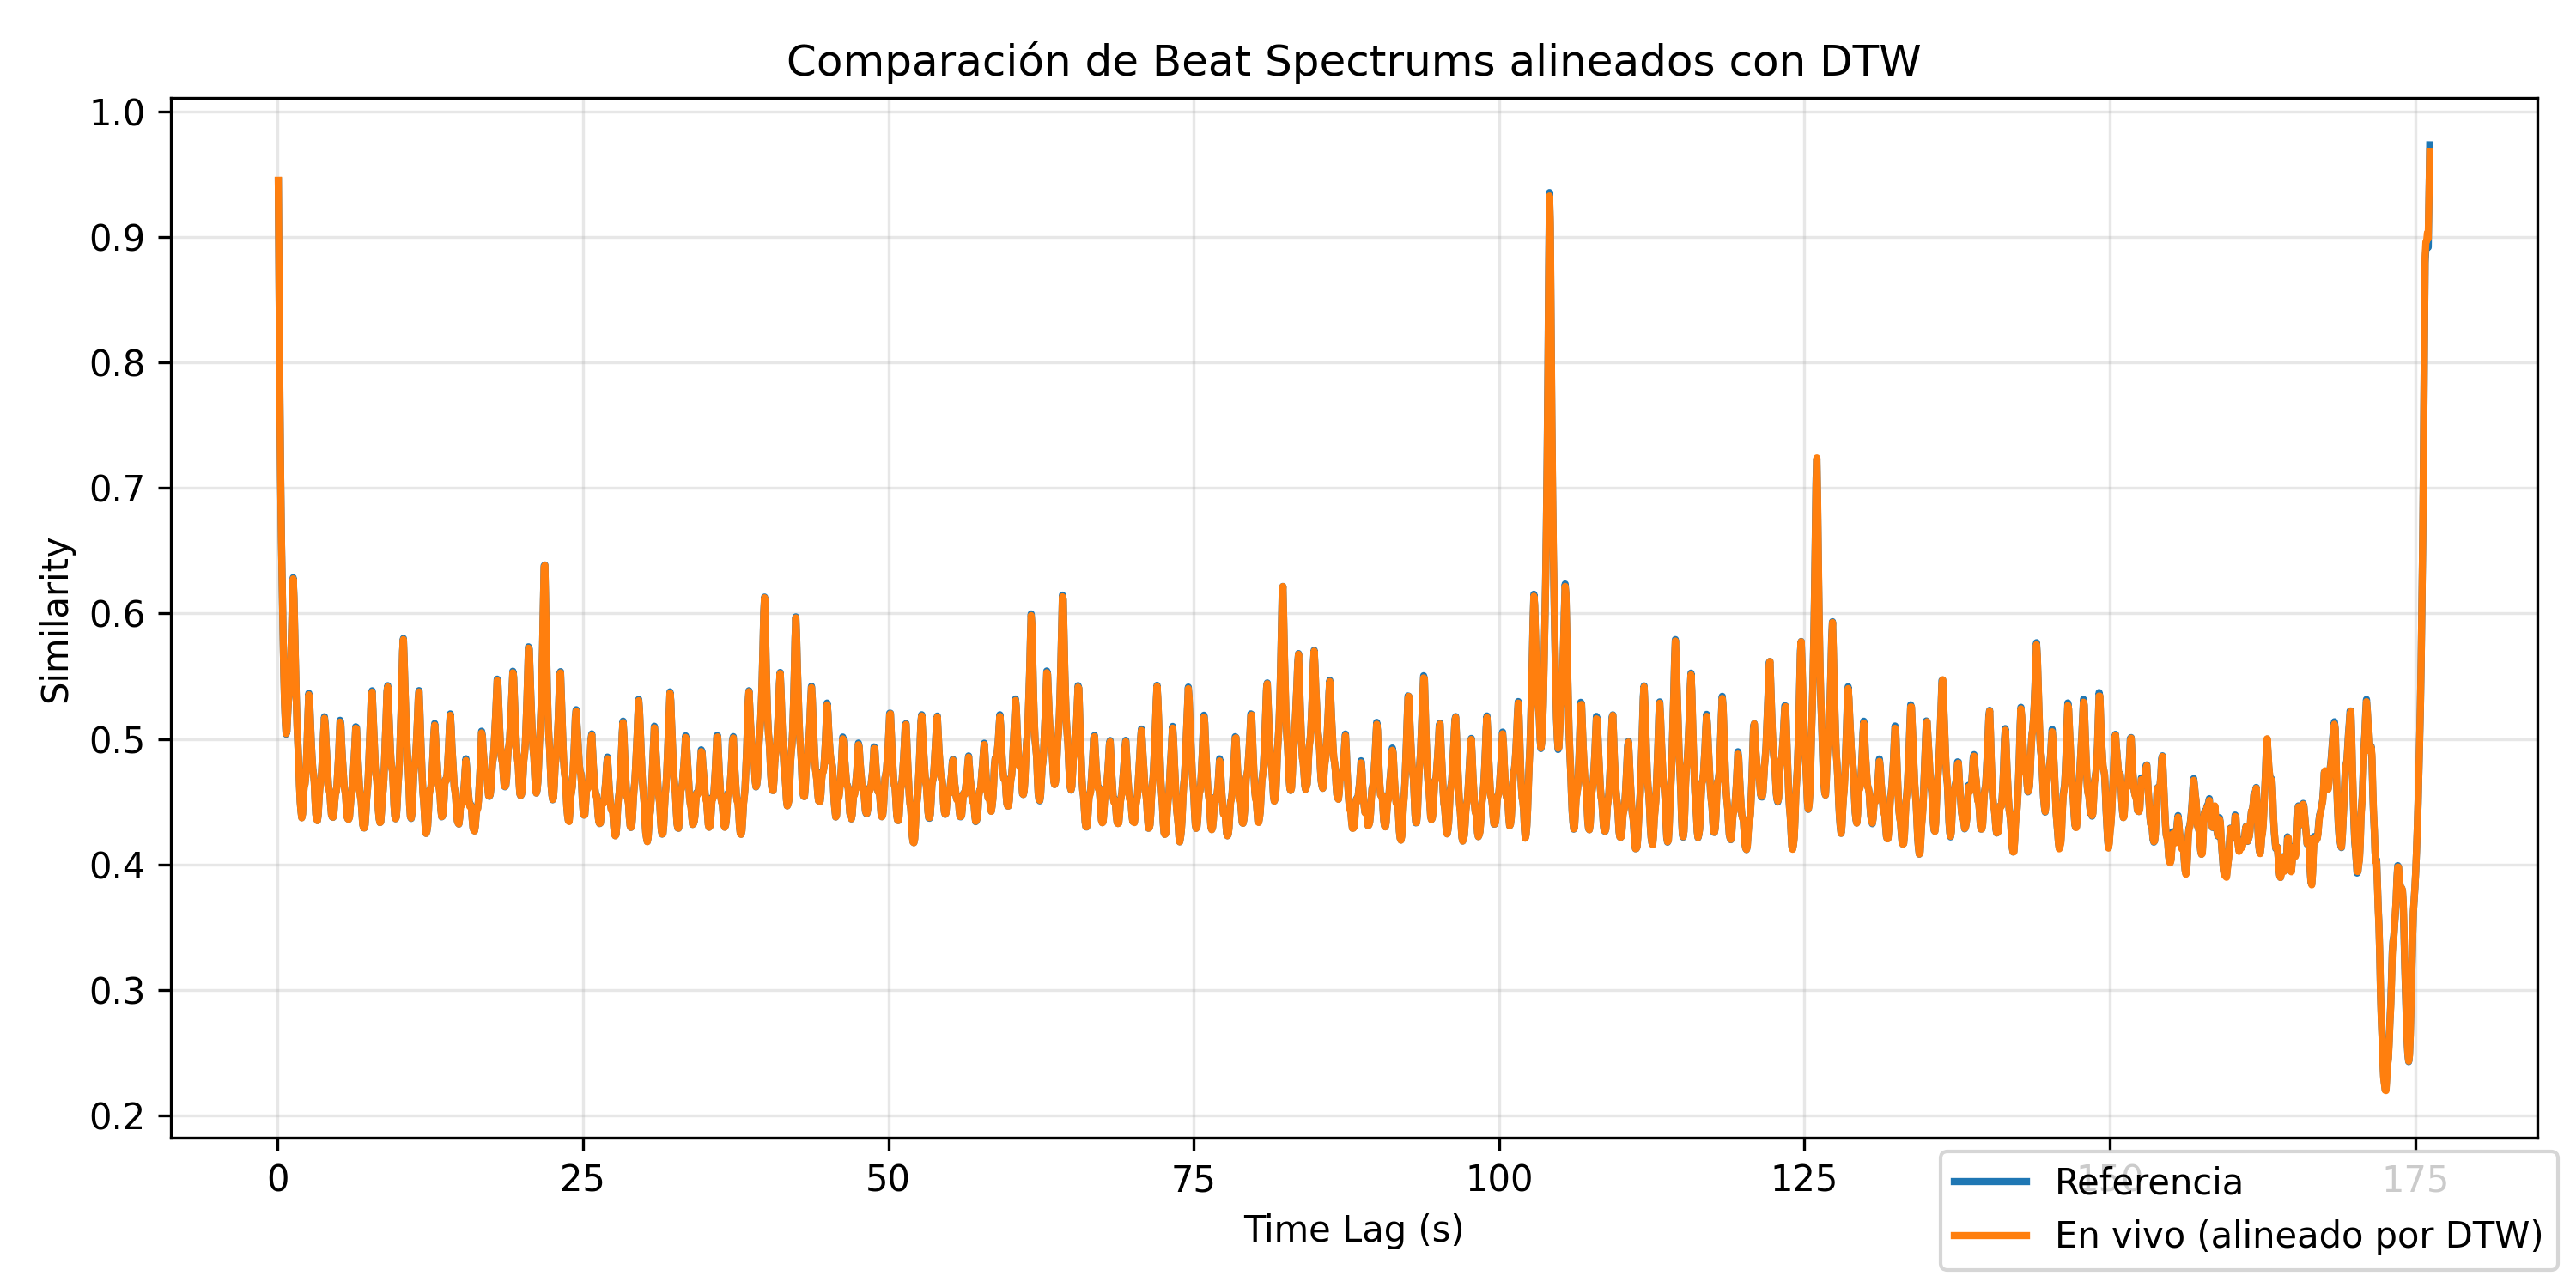 Comparación de Beat Spectrums alineados con DTW
1.0
0.9
0.8
0.7
0.6
0.5
0.4
0.3
0.2
Similarity
0 25 50 75 100 125 150 175
Time Lag (s)
Referencia
En vivo (alineado por DTW)